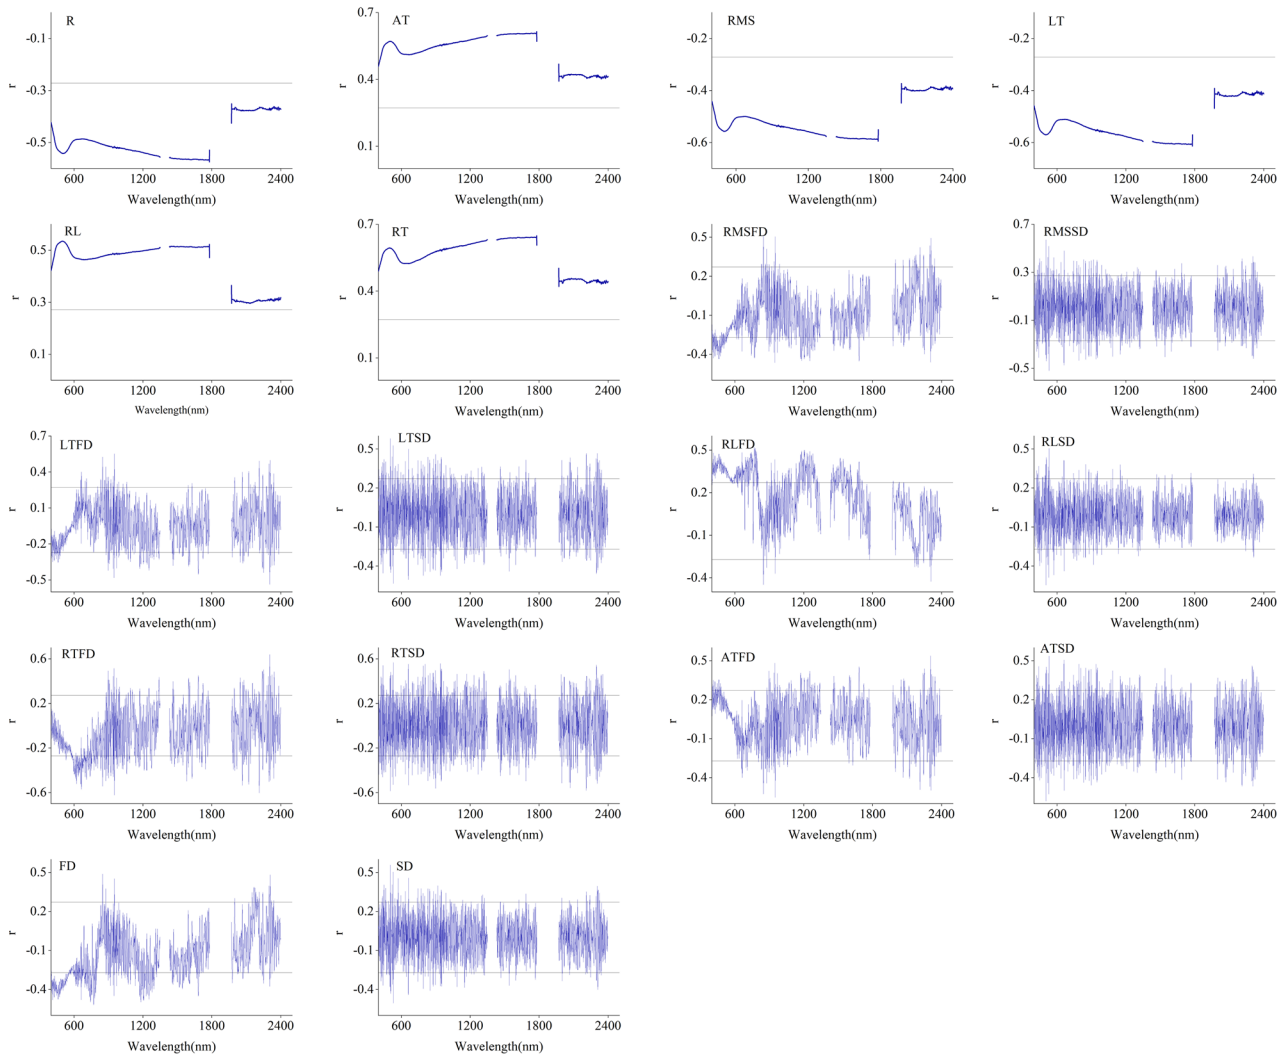 R
-0.1
-0.3
-0.5
r
600 1200 1800 2400
Wavelength(nm)
AT
0.7
0.4
0.1
r
600 1200 1800 2400
Wavelength(nm)
RMS
-0.2
-0.4
-0.6
r
600 1200 1800 2400
Wavelength(nm)
LT
-0.2
-0.4
-0.6
r
600 1200 1800 2400
Wavelength(nm)
RL
0.5
0.3
0.1
r
600 1200 1800 2400
Wavelength(nm)
RT
0.7
0.4
0.1
r
600 1200 1800 2400
Wavelength(nm)
RMSFD
0.5
0.2
-0.1
-0.4
r
600 1200 1800 2400
Wavelength(nm)
RMSSD
0.7
0.3
-0.1
-0.5
r
600 1200 1800 2400
Wavelength(nm)
LTFD
0.7
0.4
0.1
-0.2
-0.5
r
600 1200 1800 2400
Wavelength(nm)
LTSD
0.5
0.2
-0.1
-0.4
r
600 1200 1800 2400
Wavelength(nm)
RLFD
0.5
0.2
-0.1
-0.4
r
600 1200 1800 2400
Wavelength(nm)
RLSD
0.5
0.2
-0.1
-0.4
r
600 1200 1800 2400
Wavelength(nm)
RTFD
0.6
0.2
-0.2
-0.6
r
600 1200 1800 2400
Wavelength(nm)
RTSD
0.6
0.2
-0.2
-0.6
r
600 1200 1800 2400
Wavelength(nm)
ATFD
0.5
0.2
-0.1
-0.4
r
600 1200 1800 2400
Wavelength(nm)
ATSD
0.5
0.2
-0.1
-0.4
r
600 1200 1800 2400
Wavelength(nm)
FD
0.5
0.2
-0.1
-0.4
r
600 1200 1800 2400
Wavelength(nm)
SD
0.5
0.2
-0.1
-0.4
r
600 1200 1800 2400
Wavelength(nm)